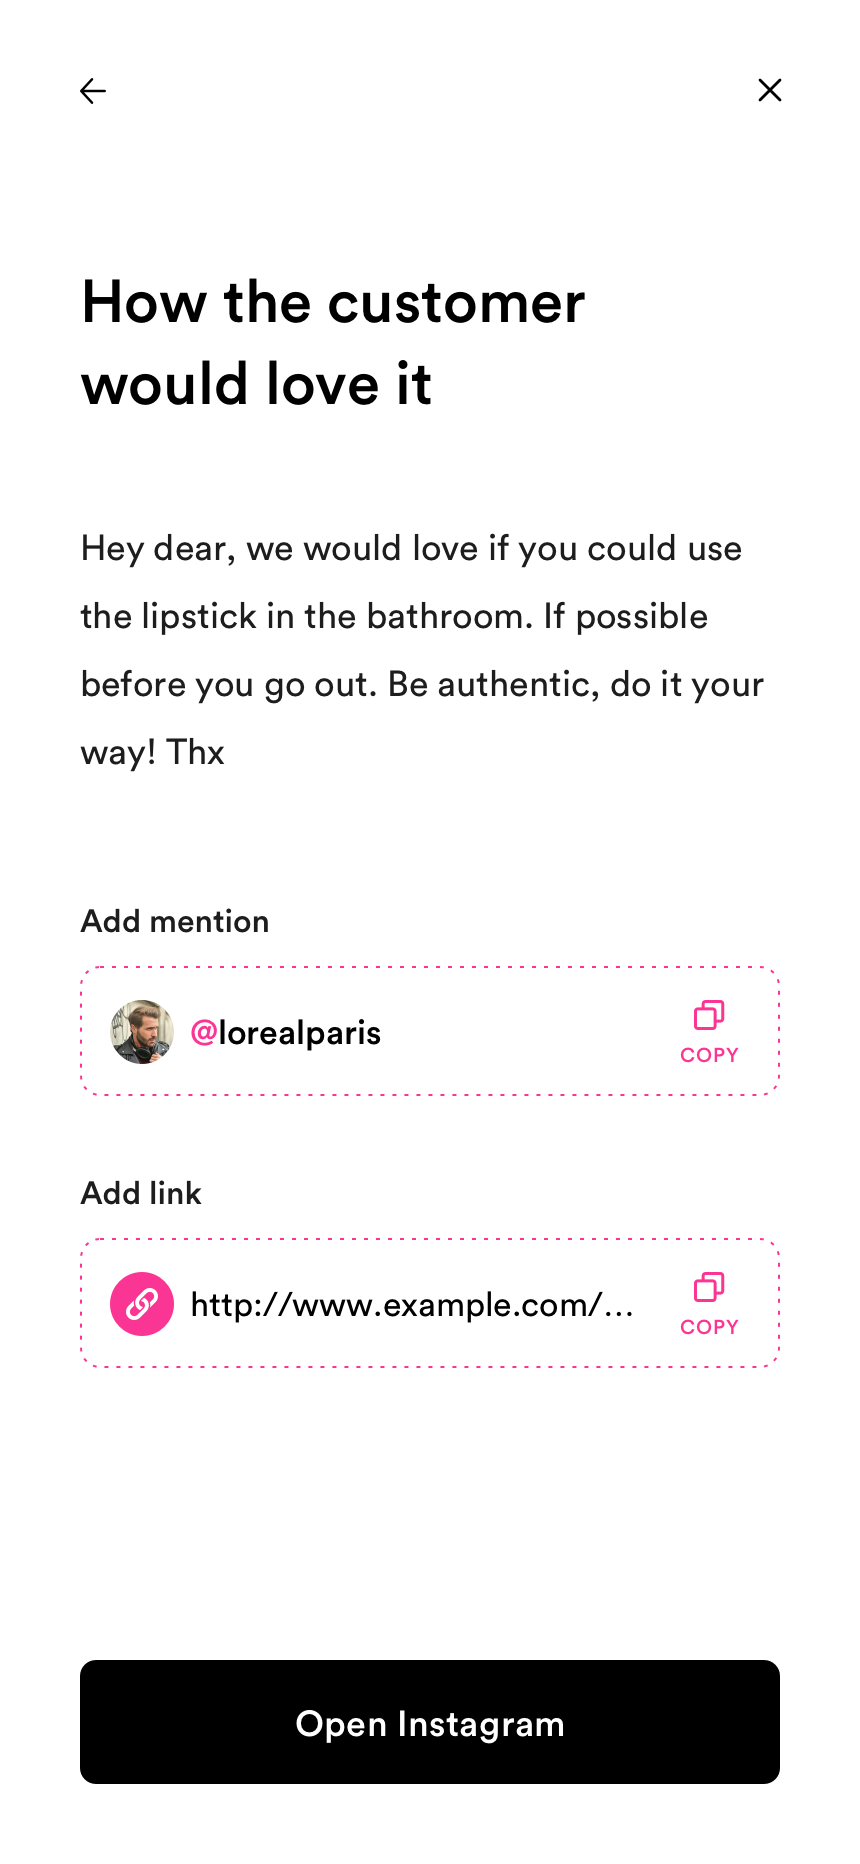 How the customer
would love it
Hey dear, we would love if you could use
the lipstick in the bathroom. If possible
before you go out. Be authentic, do it your
way! Thx
Add mention
@lorealparis
COPY
Add link
http://www.example.com/...
COPY
Open Instagram